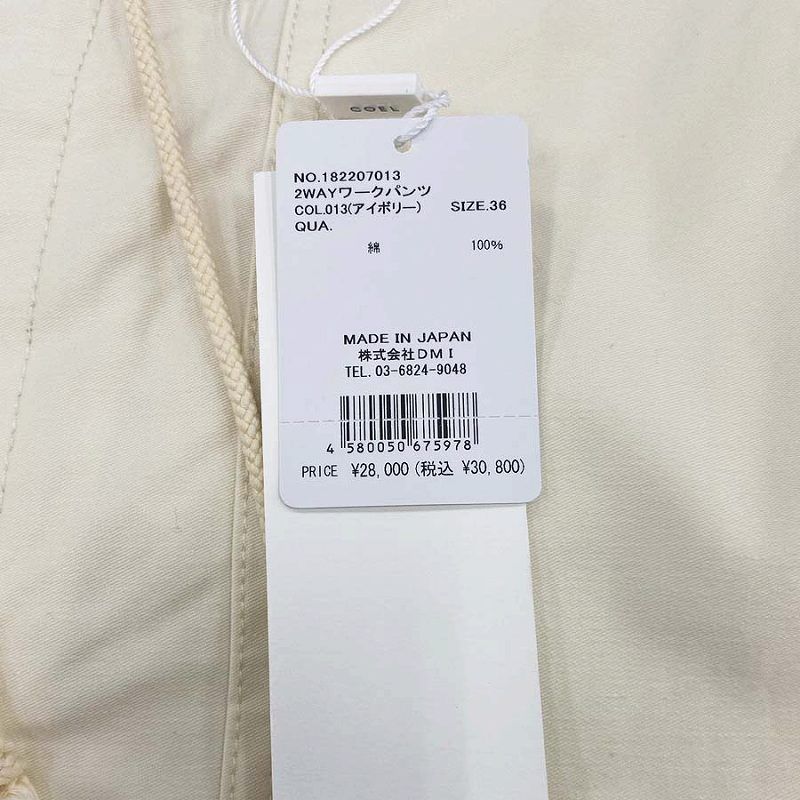 COEL
NO.182207013
2WAYワークパンツ
COL.013(アイボリー) SIZE.36
QUA.
綿 100%
MADE IN JAPAN
株式会社DMI
TEL.03-6824-9048
4 580050 675978
PRICE ¥28,000(税込 ¥30,800)